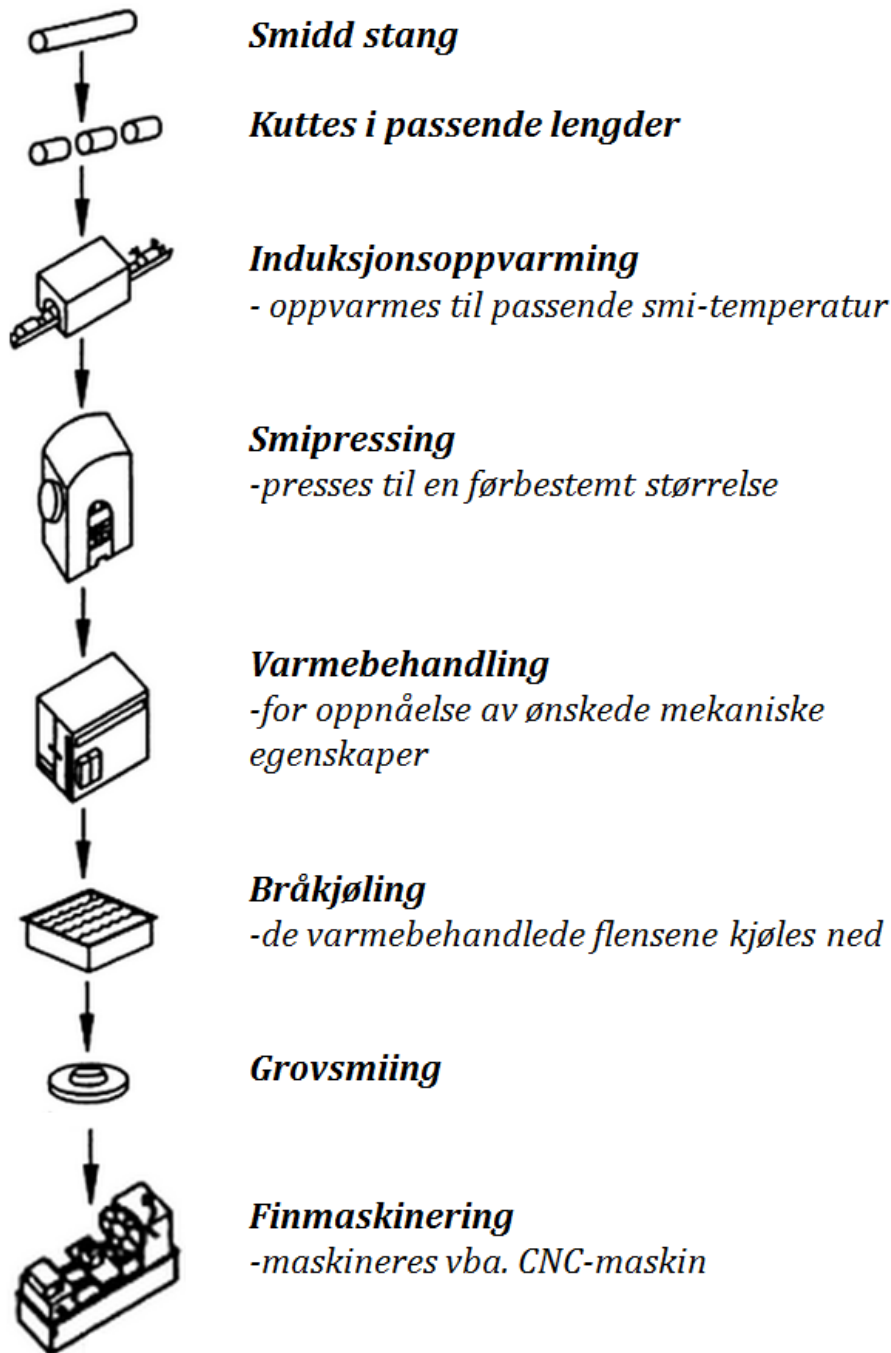 Smidd stang
Kuttes i passende lengder
Induksjonsoppvarming
- oppvarmes til passende smi-temperatur
Smipressing
-presses til en førbestemt størrelse
Varmebehandling
-for oppnåelse av ønskede mekaniske
egenskaper
Bråkjøling
-de varmebehandlede flensene kjøles ned
Grovsmiing
Finmaskinering
-maskineres vba. CNC-maskin